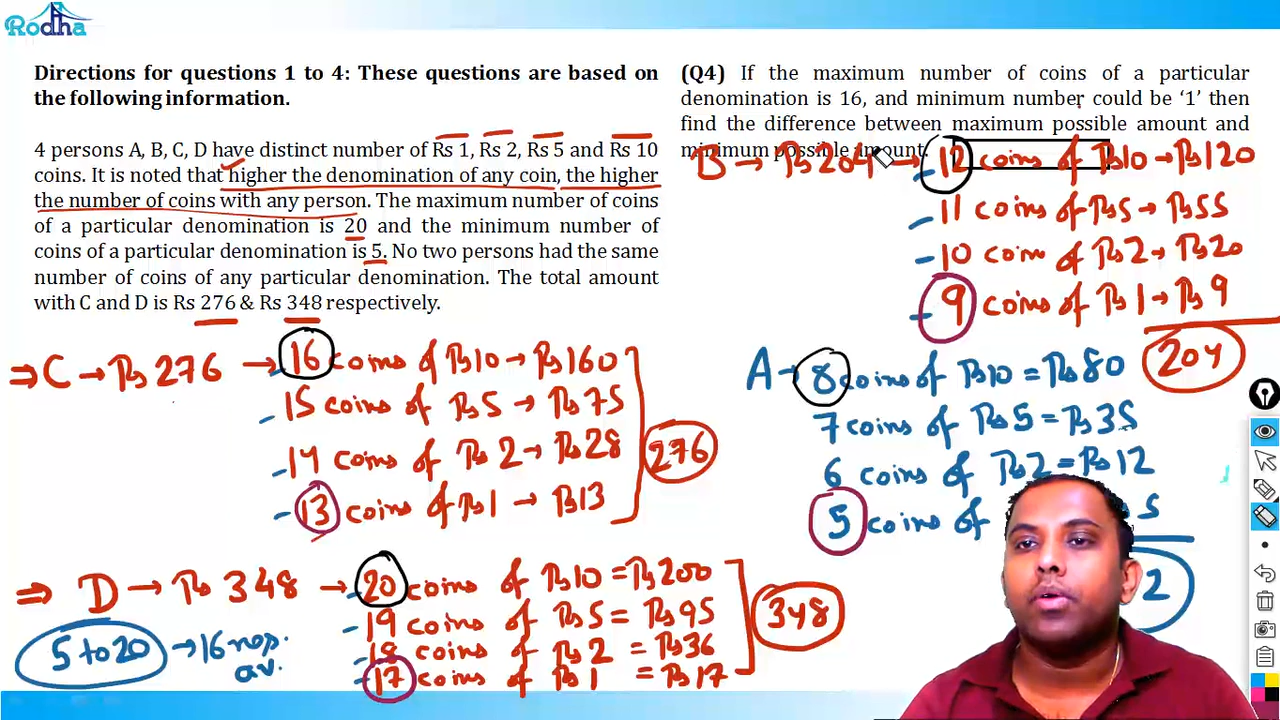 Rodha
Directions for questions 1 to 4: These questions are based on
the following information.
4 persons A, B, C, D have distinct number of Rs 1, Rs 2, Rs 5 and Rs 10
coins. It is noted that higher the denomination of any coin, the higher
the number of coins with any person. The maximum number of coins
of a particular denomination is 20 and the minimum number of
coins of a particular denomination is 5. No two persons had the same
number of coins of any particular denomination. The total amount
with C and D is Rs 276 & Rs 348 respectively.
⇒ C → Rs 276 → 16 coins of Rs10 → Rs160
15 coins of Rs5 → Rs75
14 coins of Rs2 → Rs28
13 coins of Rs1 → Rs13
276
⇒ D → Rs 348 → 20 coins of Rs10 = Rs200
19 coins of Rs5 = Rs95
18 coins of Rs2 = Rs36
17 coins of Rs1 = Rs17
348
5 to 20 → 16 nos.
av.
(Q4) If the maximum number of coins of a particular
denomination is 16, and minimum number could be '1' then
find the difference between maximum possible amount and
minimum possible amount.
B → Rs204 → 12 coins of Rs10 → Rs120
11 coins of Rs5 → Rs55
10 coins of Rs2 → Rs20
9 coins of Rs1 → Rs9
204
A → 8 coins of Rs10 = Rs80
7 coins of Rs5 = Rs35
6 coins of Rs2 = Rs12
5 coins of 5
2